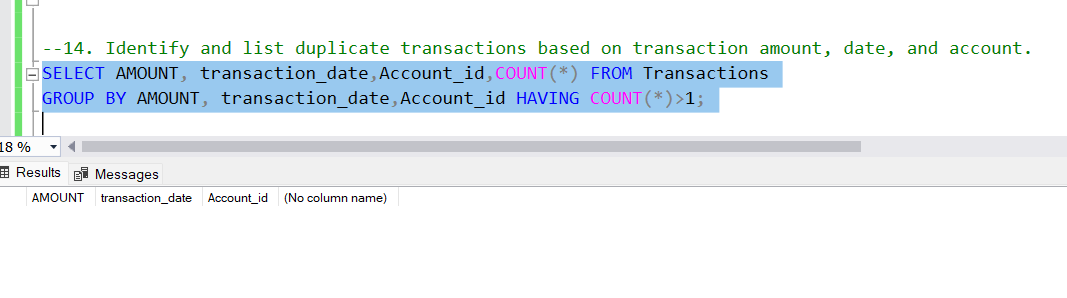 --14. Identify and list duplicate transactions based on transaction amount, date, and account.
SELECT AMOUNT, transaction_date,Account_id,COUNT(*) FROM Transactions
GROUP BY AMOUNT, transaction_date,Account_id HAVING COUNT(*)>1;
18 %
Results Messages
AMOUNT transaction_date Account_id (No column name)